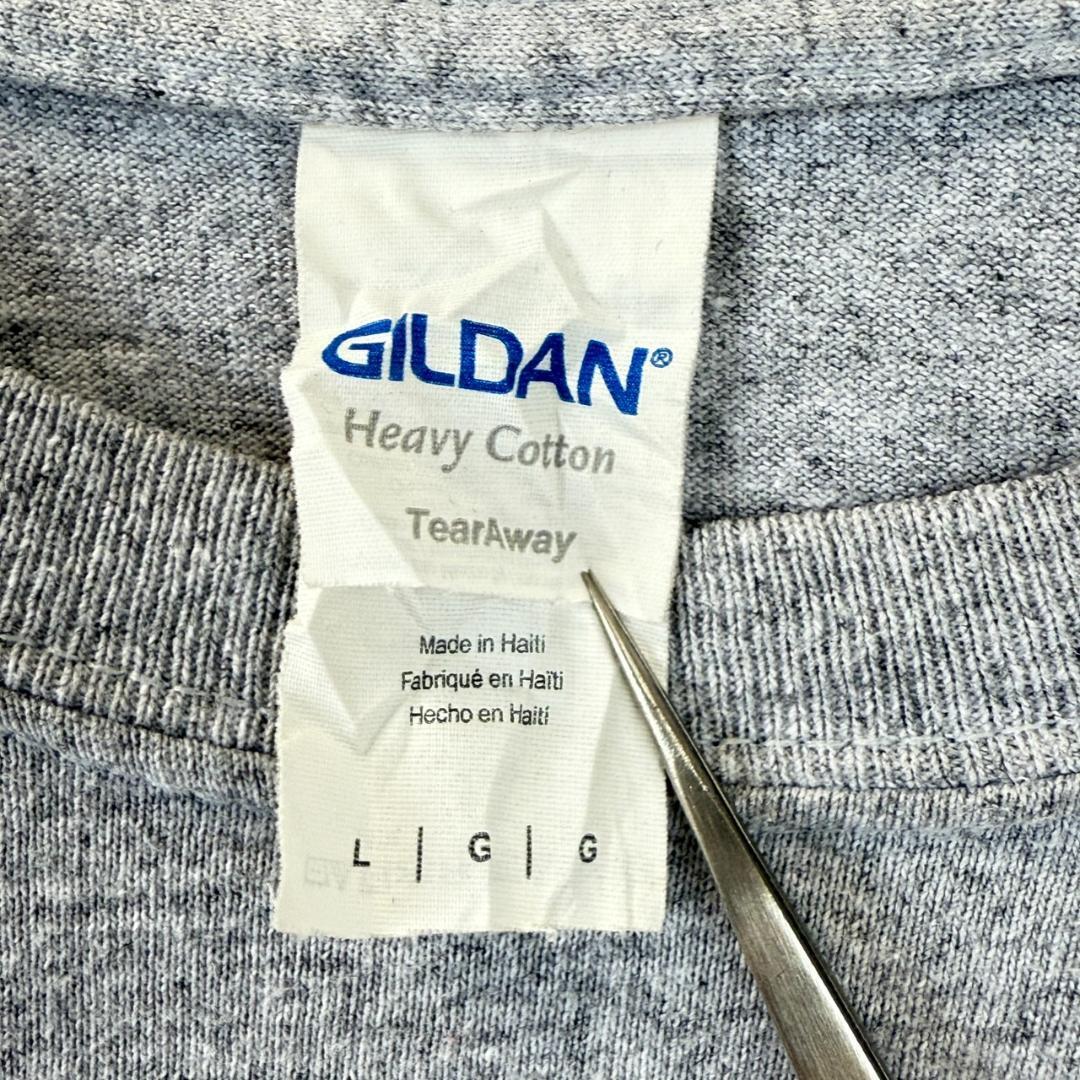 GILDAN®
Heavy Cotton
TearAway
Made in Haiti
Fabriqué en Haïti
Hecho en Haití
L | G | G